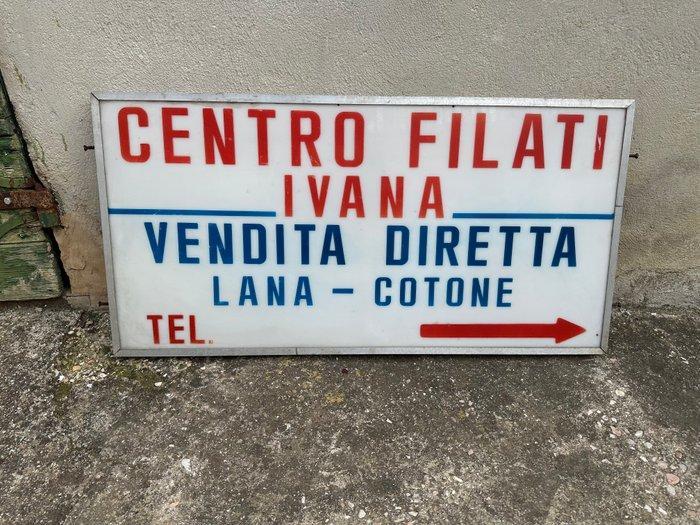 CENTRO FILATI
IVANA
VENDITA DIRETTA
LANA - COTONE
TEL.